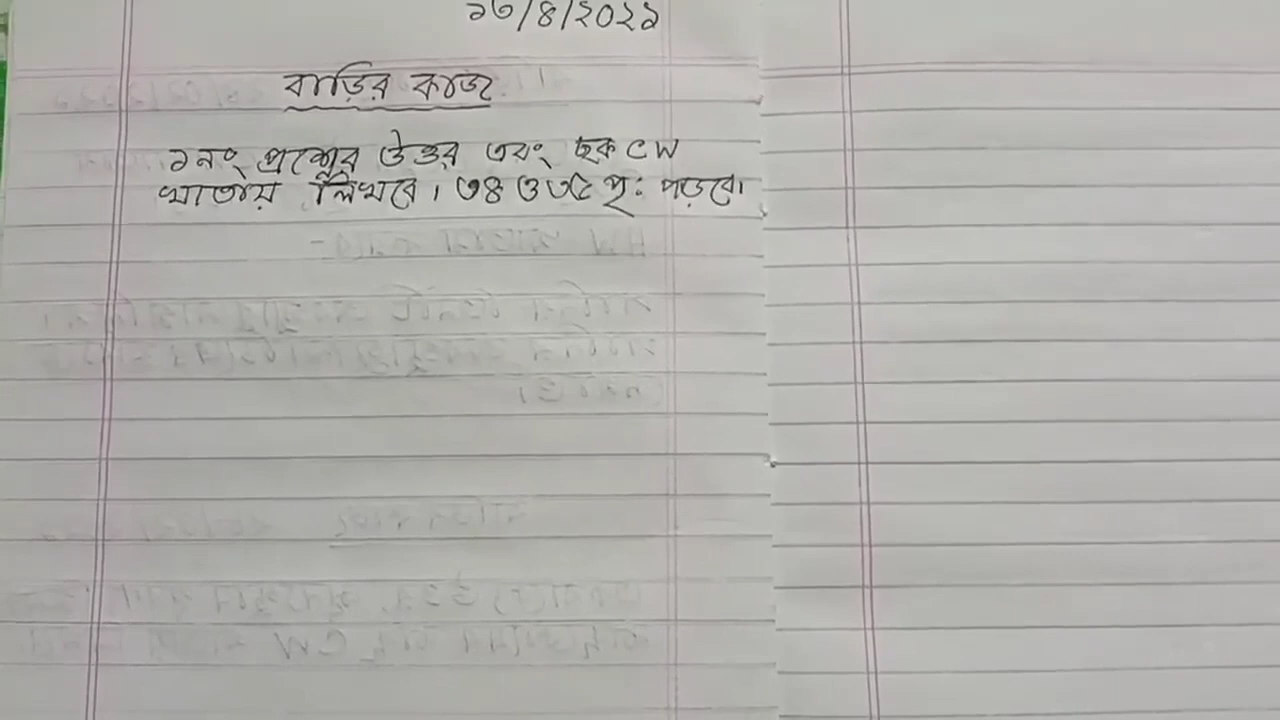 ১৩/৪/২০২১
বাড়ির কাজ
১নং প্রশ্নের উত্তর এবং ছক CW
খাতায় লিখবে। ৩৪ ও ৩৫ পৃ: পড়বে।